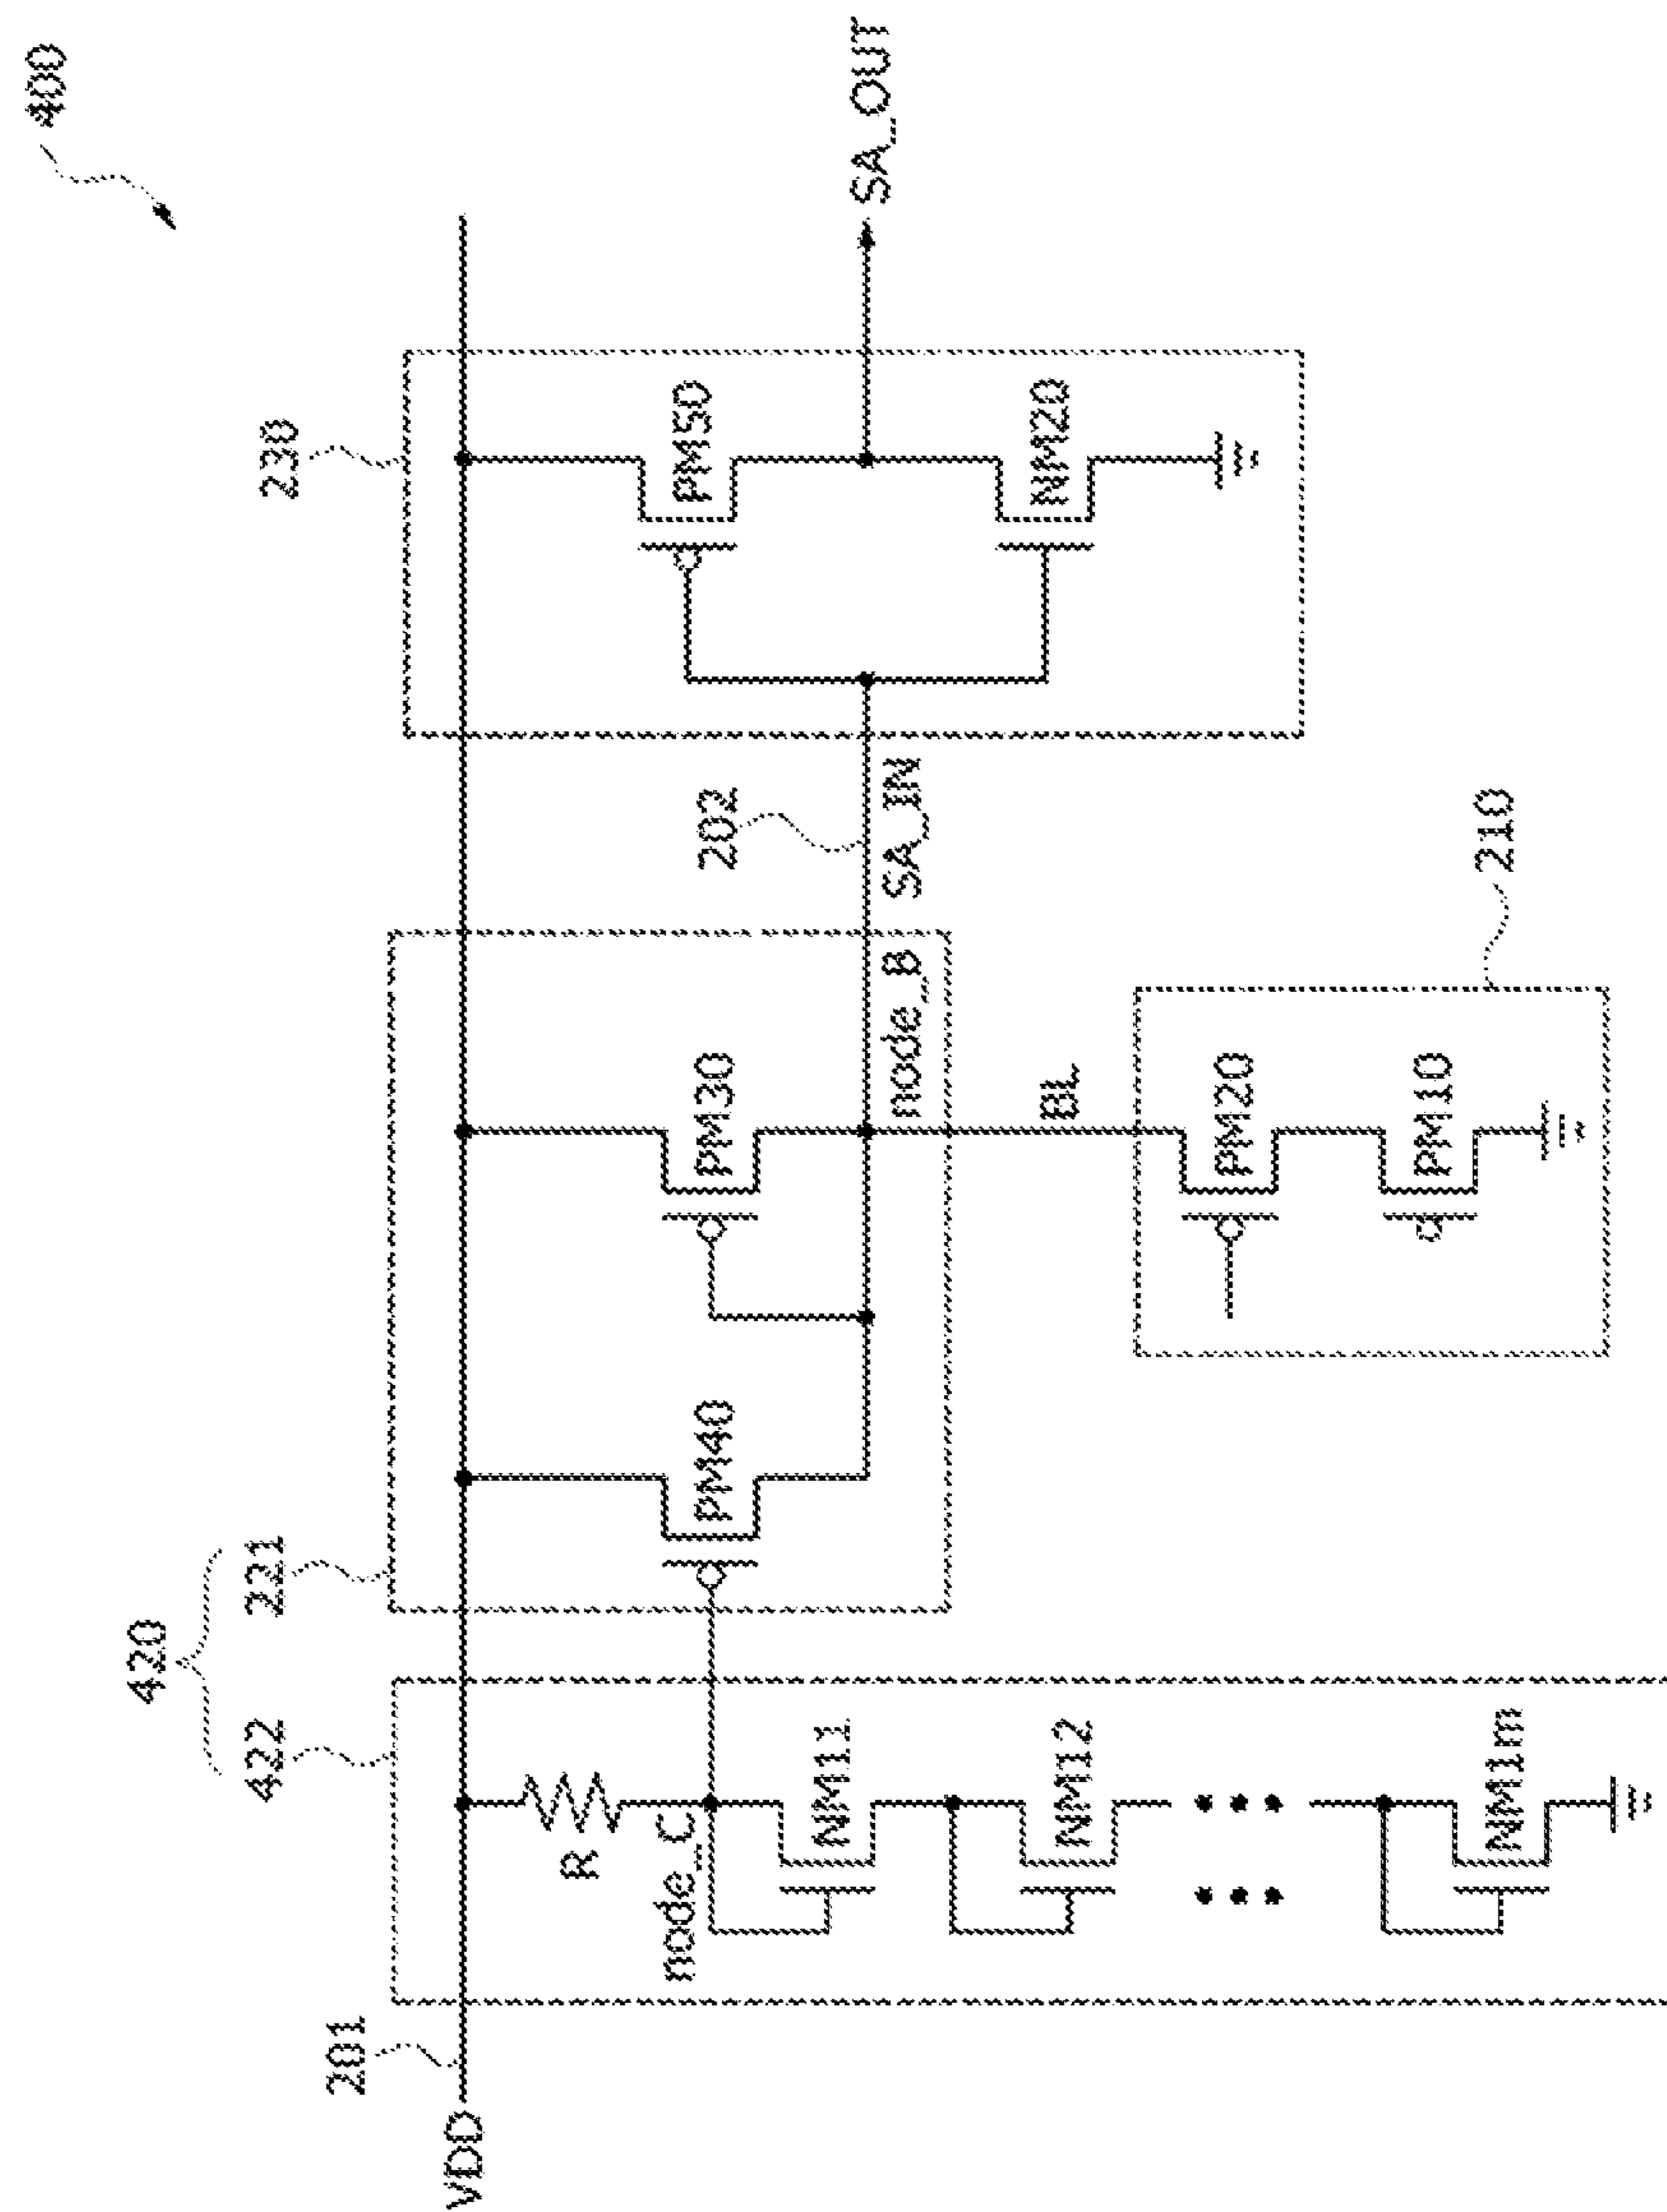 400
420
422
221
230
VDD
201
R
node_C
NM11
NM12
NM1m
PM40
PM30
node_B
SA_IN
202
BL
PM20
PM10
210
PM50
NM20
SA_OUT